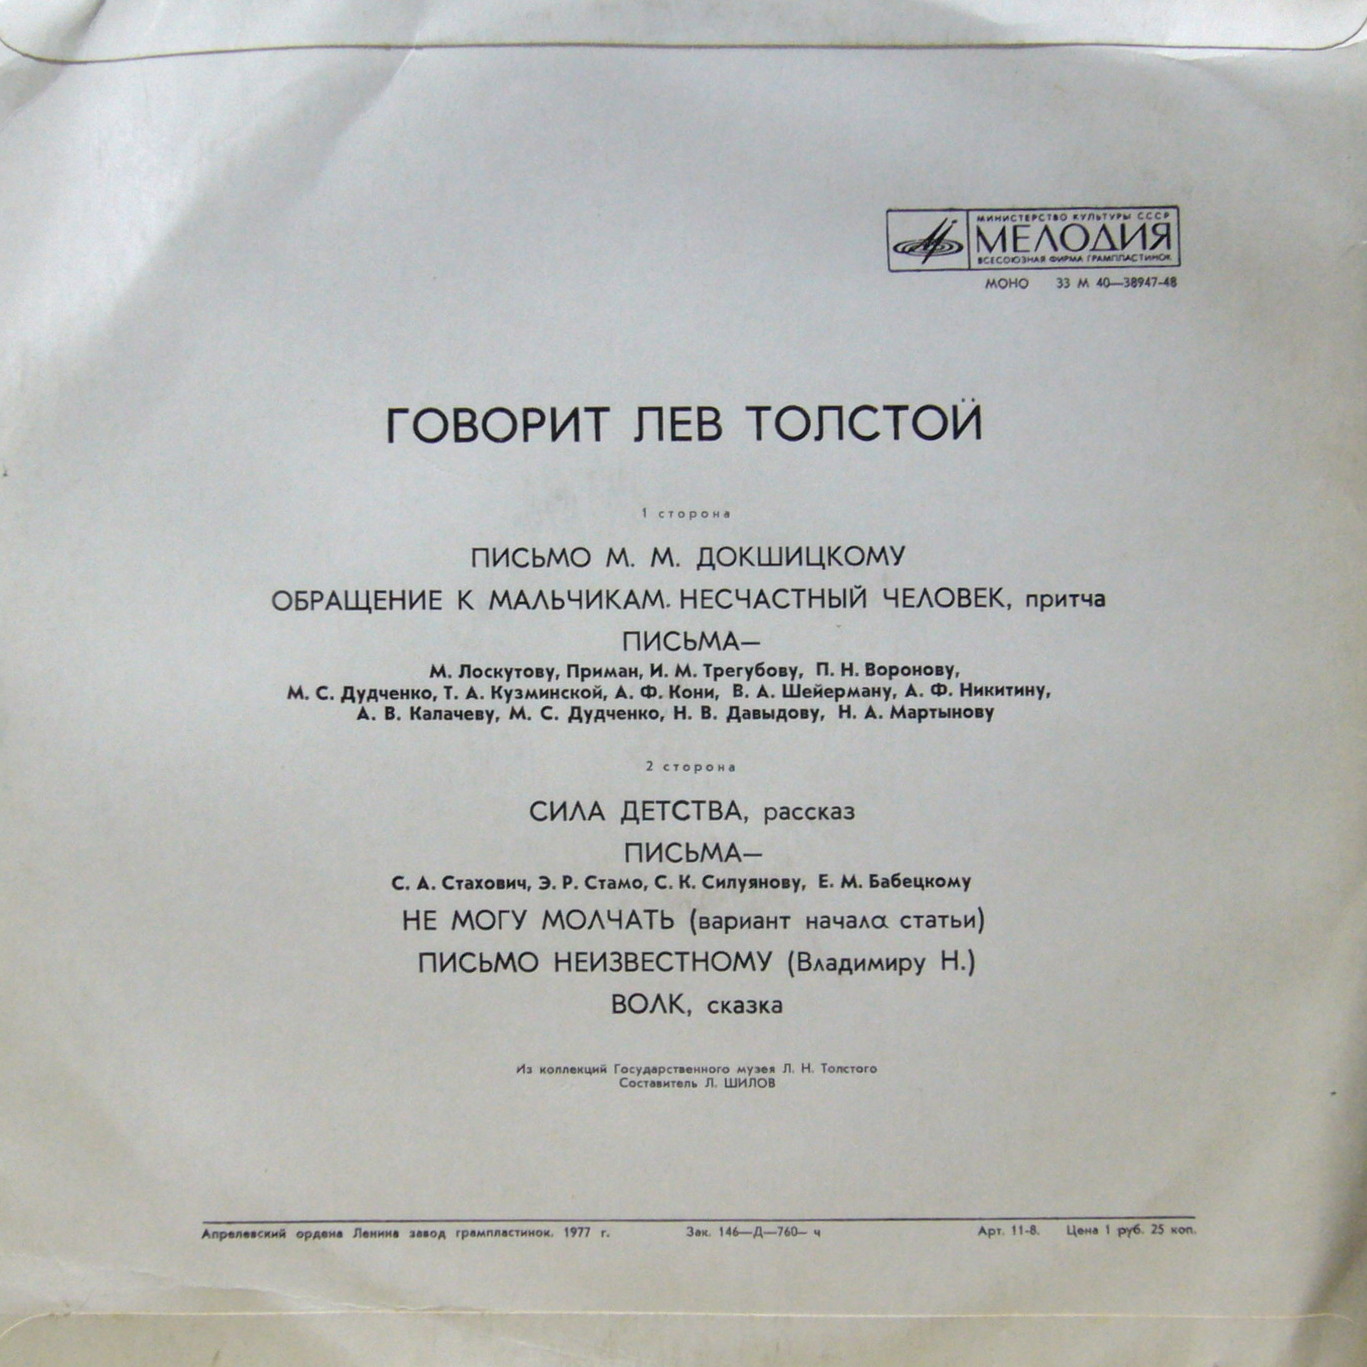 МИНИСТЕРСТВО КУЛЬТУРЫ СССР
МЕЛОДИЯ
ВСЕСОЮЗНАЯ ФИРМА ГРАМПЛАСТИНОК
МОНО 33 М 40—38947-48
ГОВОРИТ ЛЕВ ТОЛСТОЙ
1 сторона
ПИСЬМО М. М. ДОКШИЦКОМУ
ОБРАЩЕНИЕ К МАЛЬЧИКАМ. НЕСЧАСТНЫЙ ЧЕЛОВЕК, притча
ПИСЬМА—
М. Лоскутову, Приман, И. М. Трегубову, П. Н. Воронову,
М. С. Дудченко, Т. А. Кузминской, А. Ф. Кони, В. А. Шейерману, А. Ф. Никитину,
А. В. Калачеву, М. С. Дудченко, Н. В. Давыдову, Н. А. Мартынову
2 сторона
СИЛА ДЕТСТВА, рассказ
ПИСЬМА—
С. А. Стахович, Э. Р. Стамо, С. К. Силуянову, Е. М. Бабецкому
НЕ МОГУ МОЛЧАТЬ (вариант начала статьи)
ПИСЬМО НЕИЗВЕСТНОМУ (Владимиру Н.)
ВОЛК, сказка
Из коллекций Государственного музея Л. Н. Толстого
Составитель Л. ШИЛОВ
Апрелевский ордена Ленина завод грампластинок. 1977 г. Зак. 146—Д—760— ч Арт. 11-8. Цена 1 руб. 25 коп.